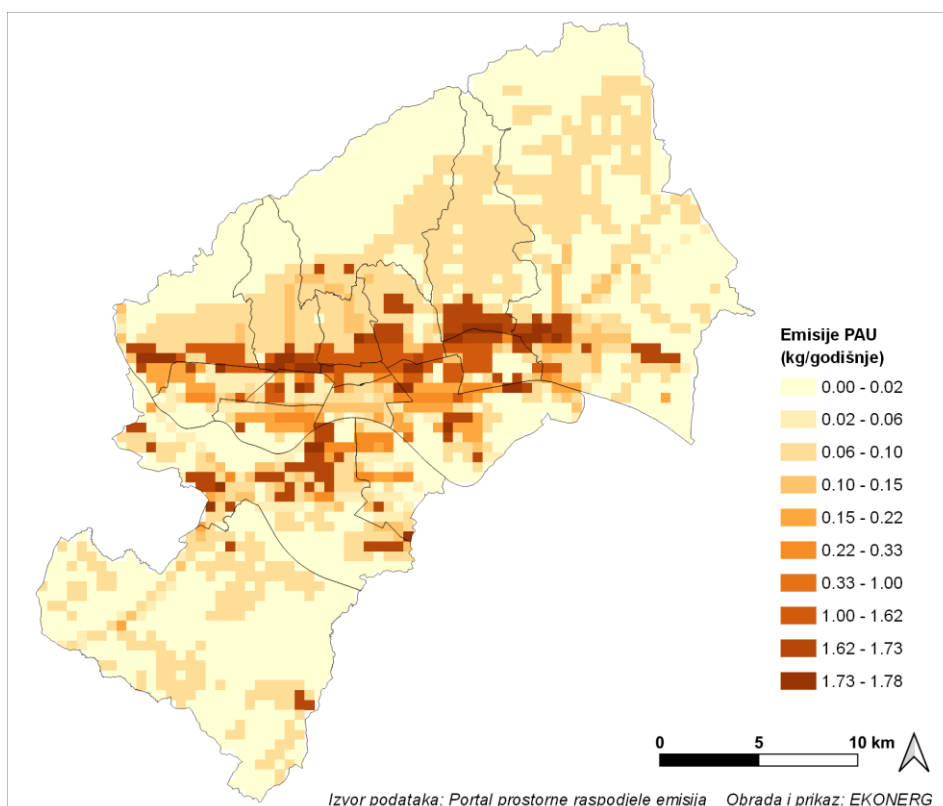 Emisije PAU
(kg/godišnje)
0.00 - 0.02
0.02 - 0.06
0.06 - 0.10
0.10 - 0.15
0.15 - 0.22
0.22 - 0.33
0.33 - 1.00
1.00 - 1.62
1.62 - 1.73
1.73 - 1.78
0 5 10 km
Izvor podataka: Portal prostorne raspodjele emisija Obrada i prikaz: EKONERG